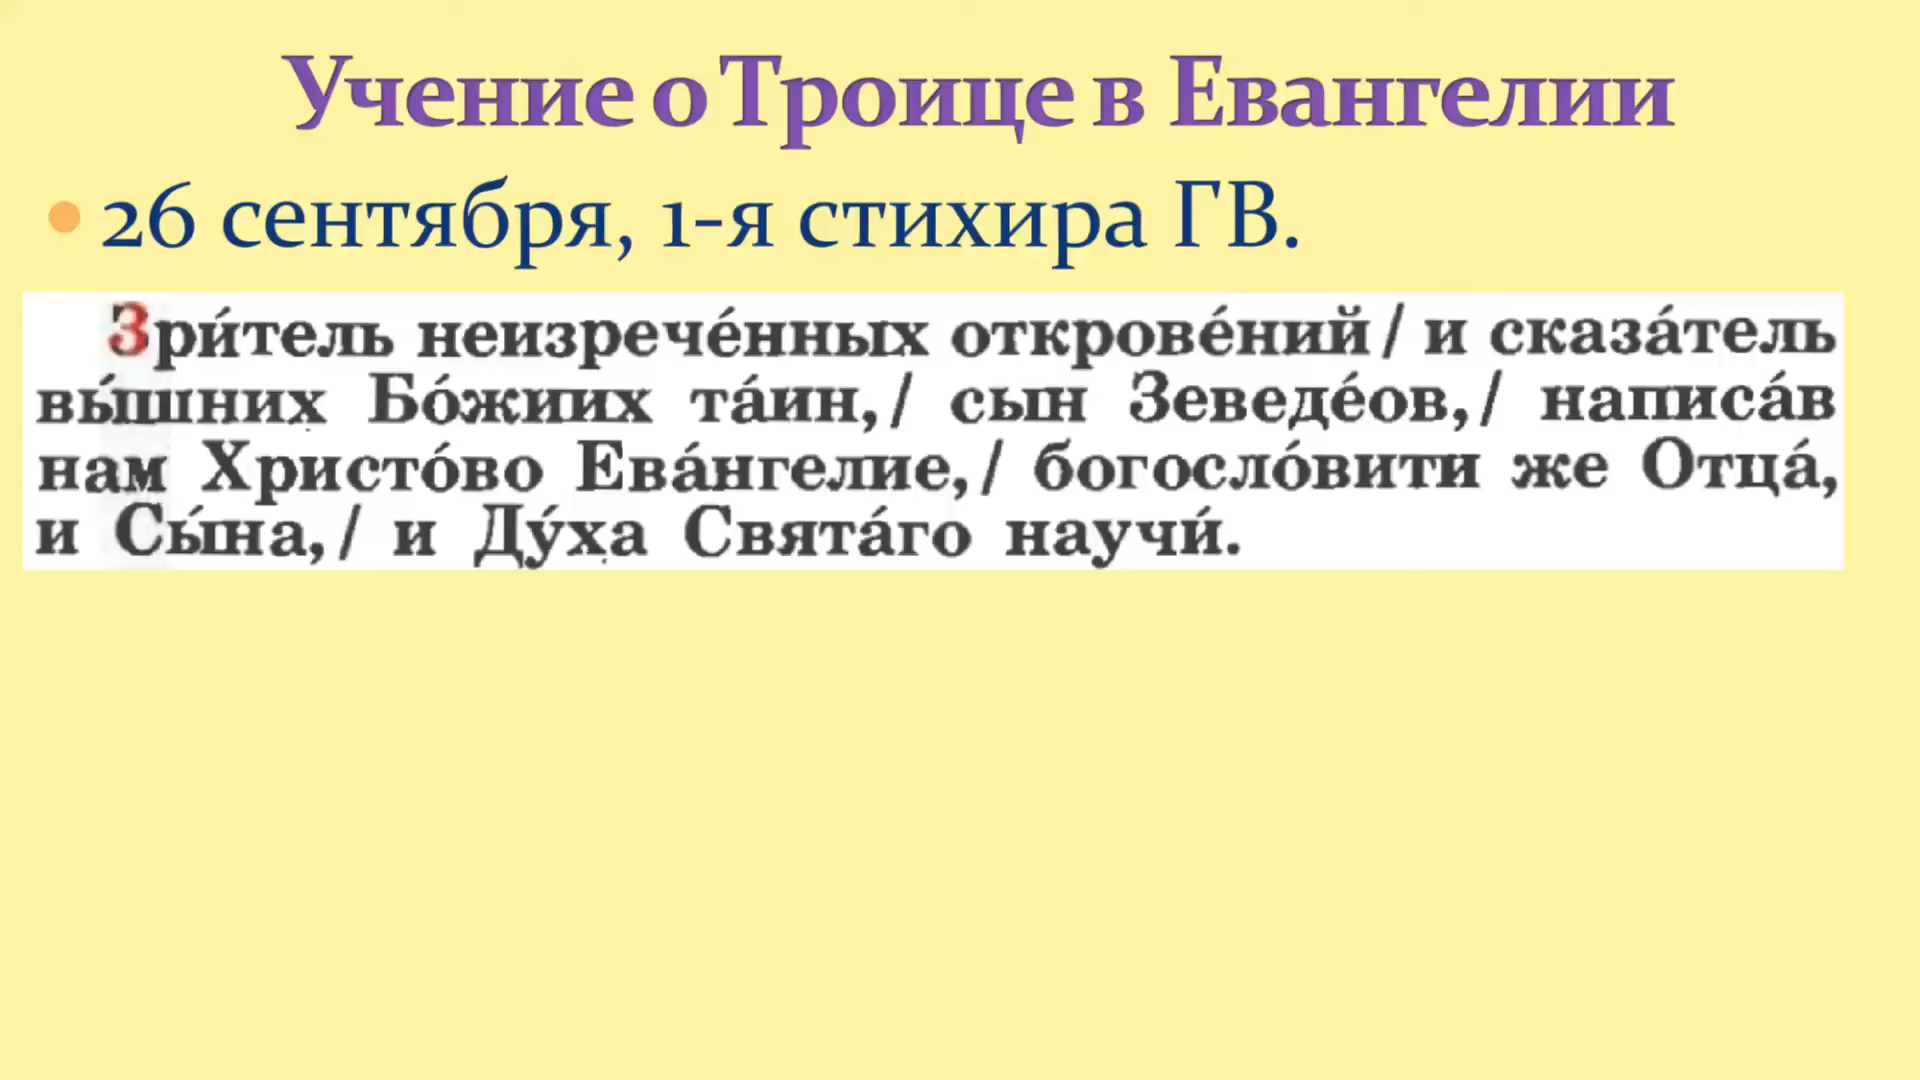 Учение о Троице в Евангелии
• 26 сентября, 1-я стихира ГВ.
Зри́тель неизрече́нных открове́ний / и сказа́тель
вы́шних Бо́жиих та́ин, / сын Зеведе́ов, / написа́в
нам Христо́во Ева́нгелие, / богосло́вити же Отца́,
и Сы́на, / и Ду́ха Свята́го научи́.